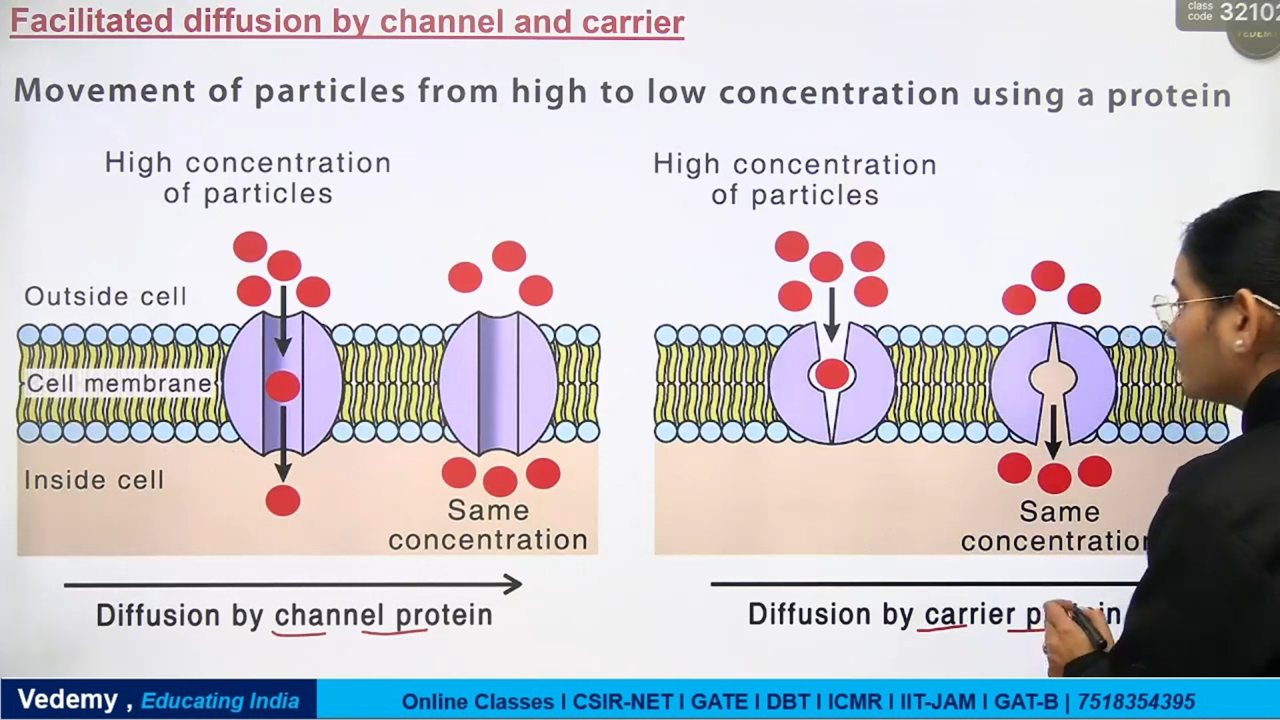 Facilitated diffusion by channel and carrier
class
code 32102
Movement of particles from high to low concentration using a protein
High concentration
of particles
High concentration
of particles
Outside cell
Cell membrane
Inside cell
Same
concentration
Same
Diffusion by channel protein
Diffusion by carrier
Vedemy , Educating India
Online Classes I CSIR-NET I GATE I DBT I ICMR I IIT-JAM I GAT-B | 7518354395